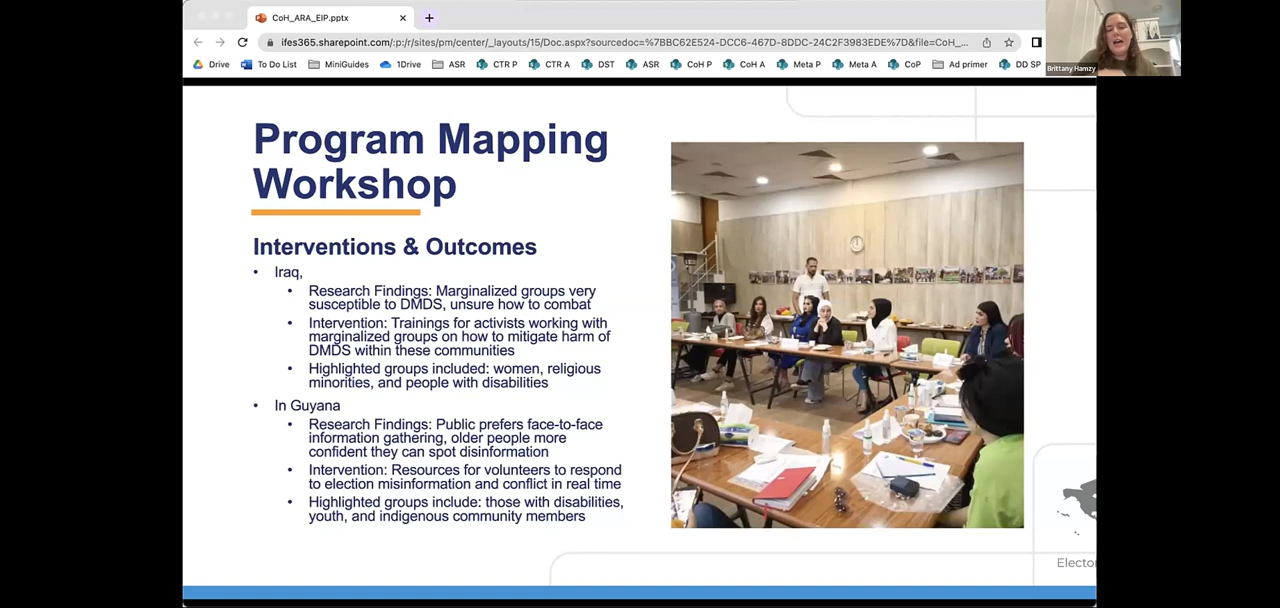 CoH_ARA_EIP.pptx
ifes365.sharepoint.com/:p:/r/sites/pm/center/_layouts/15/Doc.aspx?sourcedoc=%7BBC62E524-DCC6-467D-8DDC-24C2F3983EDE%7D&file=CoH_...
Drive To Do List MiniGuides 1Drive ASR CTR P CTR A DST ASR CoH P CoH A Meta P Meta A CoP Ad primer DD SP
Brittany Hamzy
Program Mapping
Workshop
Interventions & Outcomes
• Iraq,
• Research Findings: Marginalized groups very
susceptible to DMDS, unsure how to combat
• Intervention: Trainings for activists working with
marginalized groups on how to mitigate harm of
DMDS within these communities
• Highlighted groups included: women, religious
minorities, and people with disabilities
• In Guyana
• Research Findings: Public prefers face-to-face
information gathering, older people more
confident they can spot disinformation
• Intervention: Resources for volunteers to respond
to election misinformation and conflict in real time
• Highlighted groups include: those with disabilities,
youth, and indigenous community members
Elector